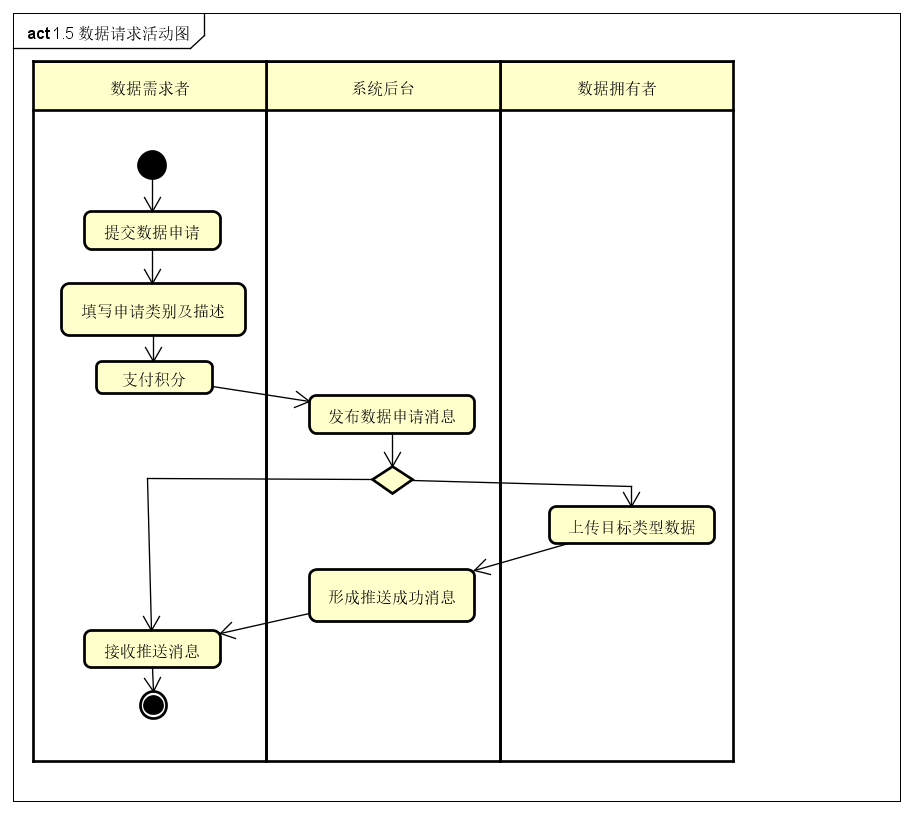 act 1.5 数据请求活动图
数据需求者
系统后台
数据拥有者
提交数据申请
填写申请类别及描述
支付积分
发布数据申请消息
上传目标类型数据
形成推送成功消息
接收推送消息